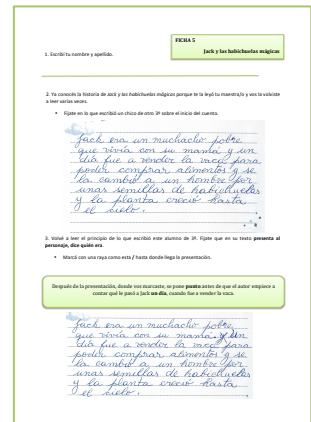 FICHA 5
Jack y las habichuelas mágicas
1. Escribí tu nombre y apellido.
2. Ya conocés la historia de Jack y las habichuelas mágicas porque te la leyó tu maestra/o y vos la volviste
a leer varias veces.
• Fijate en lo que escribió un chico de otro 3º sobre el inicio del cuento.
Jack era un muchacho pobre
que vivía con su mamá y un
día fue a vender la vaca para
poder comprar alimentos y se
la cambió a un hombre por
unas semillas de habichuelas
y la planta creció hasta
el cielo.
3. Volvé a leer el principio de lo que escribió este alumno de 3º. Fijate que en su texto presenta al
personaje, dice quién era.
• Marcá con una raya como esta / hasta donde llega la presentación.
Después de la presentación, donde vos marcaste, se pone punto antes de que el autor empiece a
contar qué le pasó a Jack un día, cuando fue a vender la vaca.
Jack era un muchacho pobre
que vivía con su mamá. y un
día fue a vender la vaca para
poder comprar alimentos y se
la cambió a un hombre por
unas semillas de habichuelas
y la planta creció hasta
el cielo.